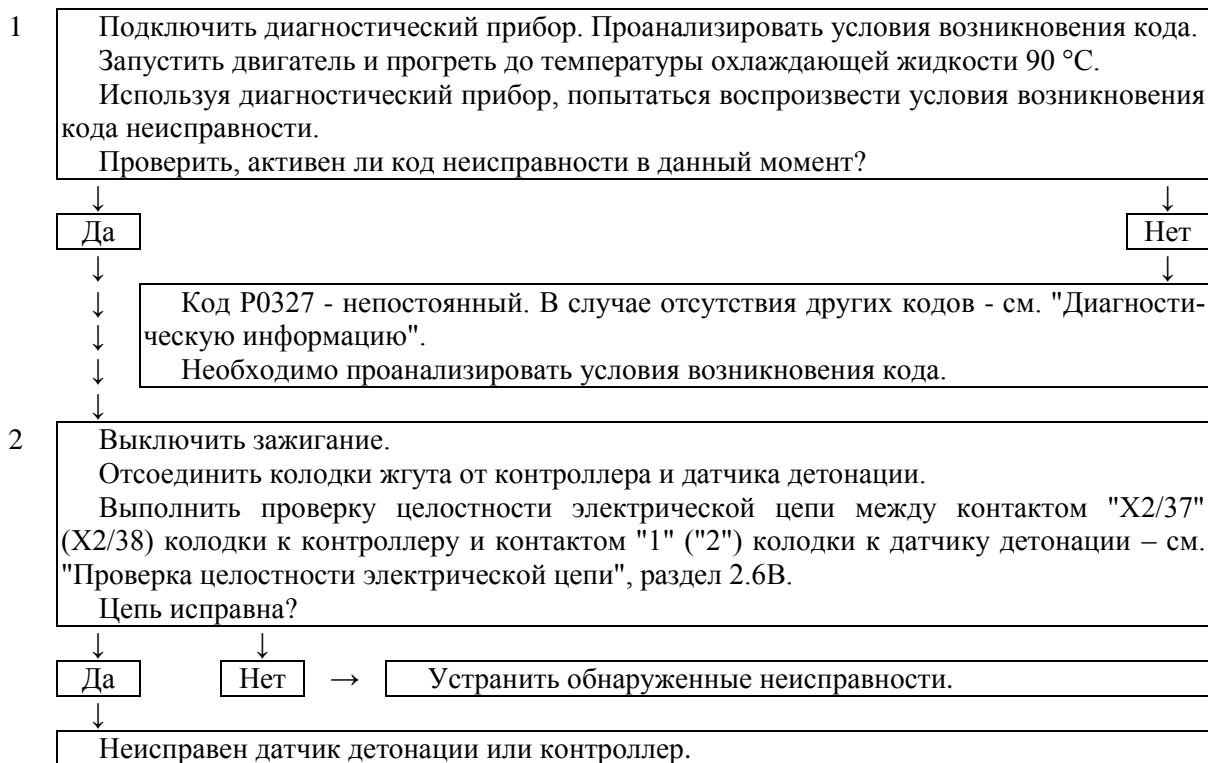 1 Подключить диагностический прибор. Проанализировать условия возникновения кода.
Запустить двигатель и прогреть до температуры охлаждающей жидкости 90 °С.
Используя диагностический прибор, попытаться воспроизвести условия возникновения
кода неисправности.
Проверить, активен ли код неисправности в данный момент?
↓ ↓
Да Нет
↓ ↓
↓ Код Р0327 - непостоянный. В случае отсутствия других кодов - см. "Диагности-
↓ ческую информацию".
↓ Необходимо проанализировать условия возникновения кода.
↓
2 Выключить зажигание.
Отсоединить колодки жгута от контроллера и датчика детонации.
Выполнить проверку целостности электрической цепи между контактом "Х2/37"
(Х2/38) колодки к контроллеру и контактом "1" ("2") колодки к датчику детонации – см.
"Проверка целостности электрической цепи", раздел 2.6В.
Цепь исправна?
↓ ↓
Да Нет → Устранить обнаруженные неисправности.
↓
Неисправен датчик детонации или контроллер.